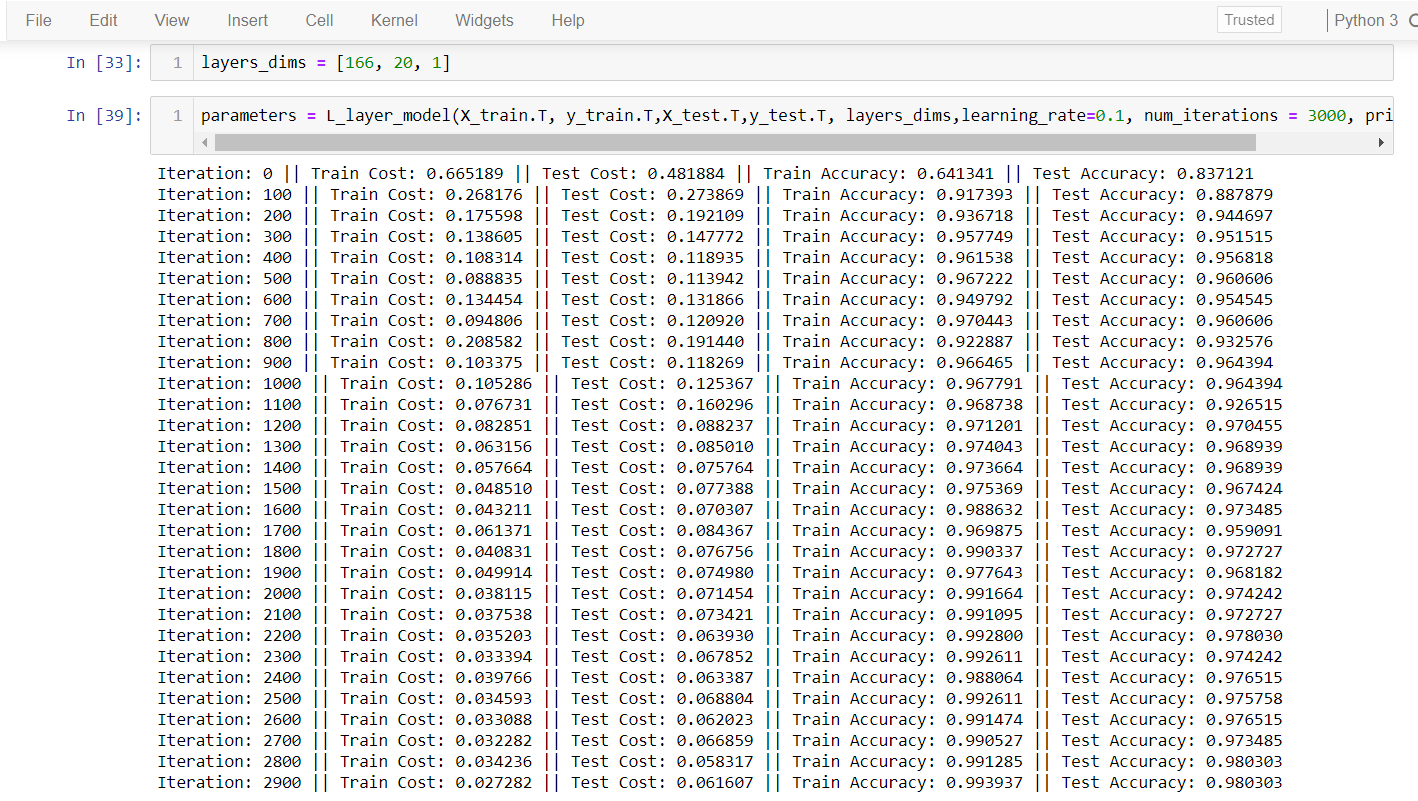 File Edit View Insert Cell Kernel Widgets Help Trusted Python 3
In [33]: 1 layers_dims = [166, 20, 1]
In [39]: 1 parameters = L_layer_model(X_train.T, y_train.T,X_test.T,y_test.T, layers_dims,learning_rate=0.1, num_iterations = 3000, pri
Iteration: 0 || Train Cost: 0.665189 || Test Cost: 0.481884 || Train Accuracy: 0.641341 || Test Accuracy: 0.837121
Iteration: 100 || Train Cost: 0.268176 || Test Cost: 0.273869 || Train Accuracy: 0.917393 || Test Accuracy: 0.887879
Iteration: 200 || Train Cost: 0.175598 || Test Cost: 0.192109 || Train Accuracy: 0.936718 || Test Accuracy: 0.944697
Iteration: 300 || Train Cost: 0.138605 || Test Cost: 0.147772 || Train Accuracy: 0.957749 || Test Accuracy: 0.951515
Iteration: 400 || Train Cost: 0.108314 || Test Cost: 0.118935 || Train Accuracy: 0.961538 || Test Accuracy: 0.956818
Iteration: 500 || Train Cost: 0.088835 || Test Cost: 0.113942 || Train Accuracy: 0.967222 || Test Accuracy: 0.960606
Iteration: 600 || Train Cost: 0.134454 || Test Cost: 0.131866 || Train Accuracy: 0.949792 || Test Accuracy: 0.954545
Iteration: 700 || Train Cost: 0.094806 || Test Cost: 0.120920 || Train Accuracy: 0.970443 || Test Accuracy: 0.960606
Iteration: 800 || Train Cost: 0.208582 || Test Cost: 0.191440 || Train Accuracy: 0.922887 || Test Accuracy: 0.932576
Iteration: 900 || Train Cost: 0.103375 || Test Cost: 0.118269 || Train Accuracy: 0.966465 || Test Accuracy: 0.964394
Iteration: 1000 || Train Cost: 0.105286 || Test Cost: 0.125367 || Train Accuracy: 0.967791 || Test Accuracy: 0.964394
Iteration: 1100 || Train Cost: 0.076731 || Test Cost: 0.160296 || Train Accuracy: 0.968738 || Test Accuracy: 0.926515
Iteration: 1200 || Train Cost: 0.082851 || Test Cost: 0.088237 || Train Accuracy: 0.971201 || Test Accuracy: 0.970455
Iteration: 1300 || Train Cost: 0.063156 || Test Cost: 0.085010 || Train Accuracy: 0.974043 || Test Accuracy: 0.968939
Iteration: 1400 || Train Cost: 0.057664 || Test Cost: 0.075764 || Train Accuracy: 0.973664 || Test Accuracy: 0.968939
Iteration: 1500 || Train Cost: 0.048510 || Test Cost: 0.077388 || Train Accuracy: 0.975369 || Test Accuracy: 0.967424
Iteration: 1600 || Train Cost: 0.043211 || Test Cost: 0.070307 || Train Accuracy: 0.988632 || Test Accuracy: 0.973485
Iteration: 1700 || Train Cost: 0.061371 || Test Cost: 0.084367 || Train Accuracy: 0.969875 || Test Accuracy: 0.959091
Iteration: 1800 || Train Cost: 0.040831 || Test Cost: 0.076756 || Train Accuracy: 0.990337 || Test Accuracy: 0.972727
Iteration: 1900 || Train Cost: 0.049914 || Test Cost: 0.074980 || Train Accuracy: 0.977643 || Test Accuracy: 0.968182
Iteration: 2000 || Train Cost: 0.038115 || Test Cost: 0.071454 || Train Accuracy: 0.991664 || Test Accuracy: 0.974242
Iteration: 2100 || Train Cost: 0.037538 || Test Cost: 0.073421 || Train Accuracy: 0.991095 || Test Accuracy: 0.972727
Iteration: 2200 || Train Cost: 0.035203 || Test Cost: 0.063930 || Train Accuracy: 0.992800 || Test Accuracy: 0.978030
Iteration: 2300 || Train Cost: 0.033394 || Test Cost: 0.067852 || Train Accuracy: 0.992611 || Test Accuracy: 0.974242
Iteration: 2400 || Train Cost: 0.039766 || Test Cost: 0.063387 || Train Accuracy: 0.988064 || Test Accuracy: 0.976515
Iteration: 2500 || Train Cost: 0.034593 || Test Cost: 0.068804 || Train Accuracy: 0.992611 || Test Accuracy: 0.975758
Iteration: 2600 || Train Cost: 0.033088 || Test Cost: 0.062023 || Train Accuracy: 0.991474 || Test Accuracy: 0.976515
Iteration: 2700 || Train Cost: 0.032282 || Test Cost: 0.066859 || Train Accuracy: 0.990527 || Test Accuracy: 0.973485
Iteration: 2800 || Train Cost: 0.034236 || Test Cost: 0.058317 || Train Accuracy: 0.991285 || Test Accuracy: 0.980303
Iteration: 2900 || Train Cost: 0.027282 || Test Cost: 0.061607 || Train Accuracy: 0.993937 || Test Accuracy: 0.980303